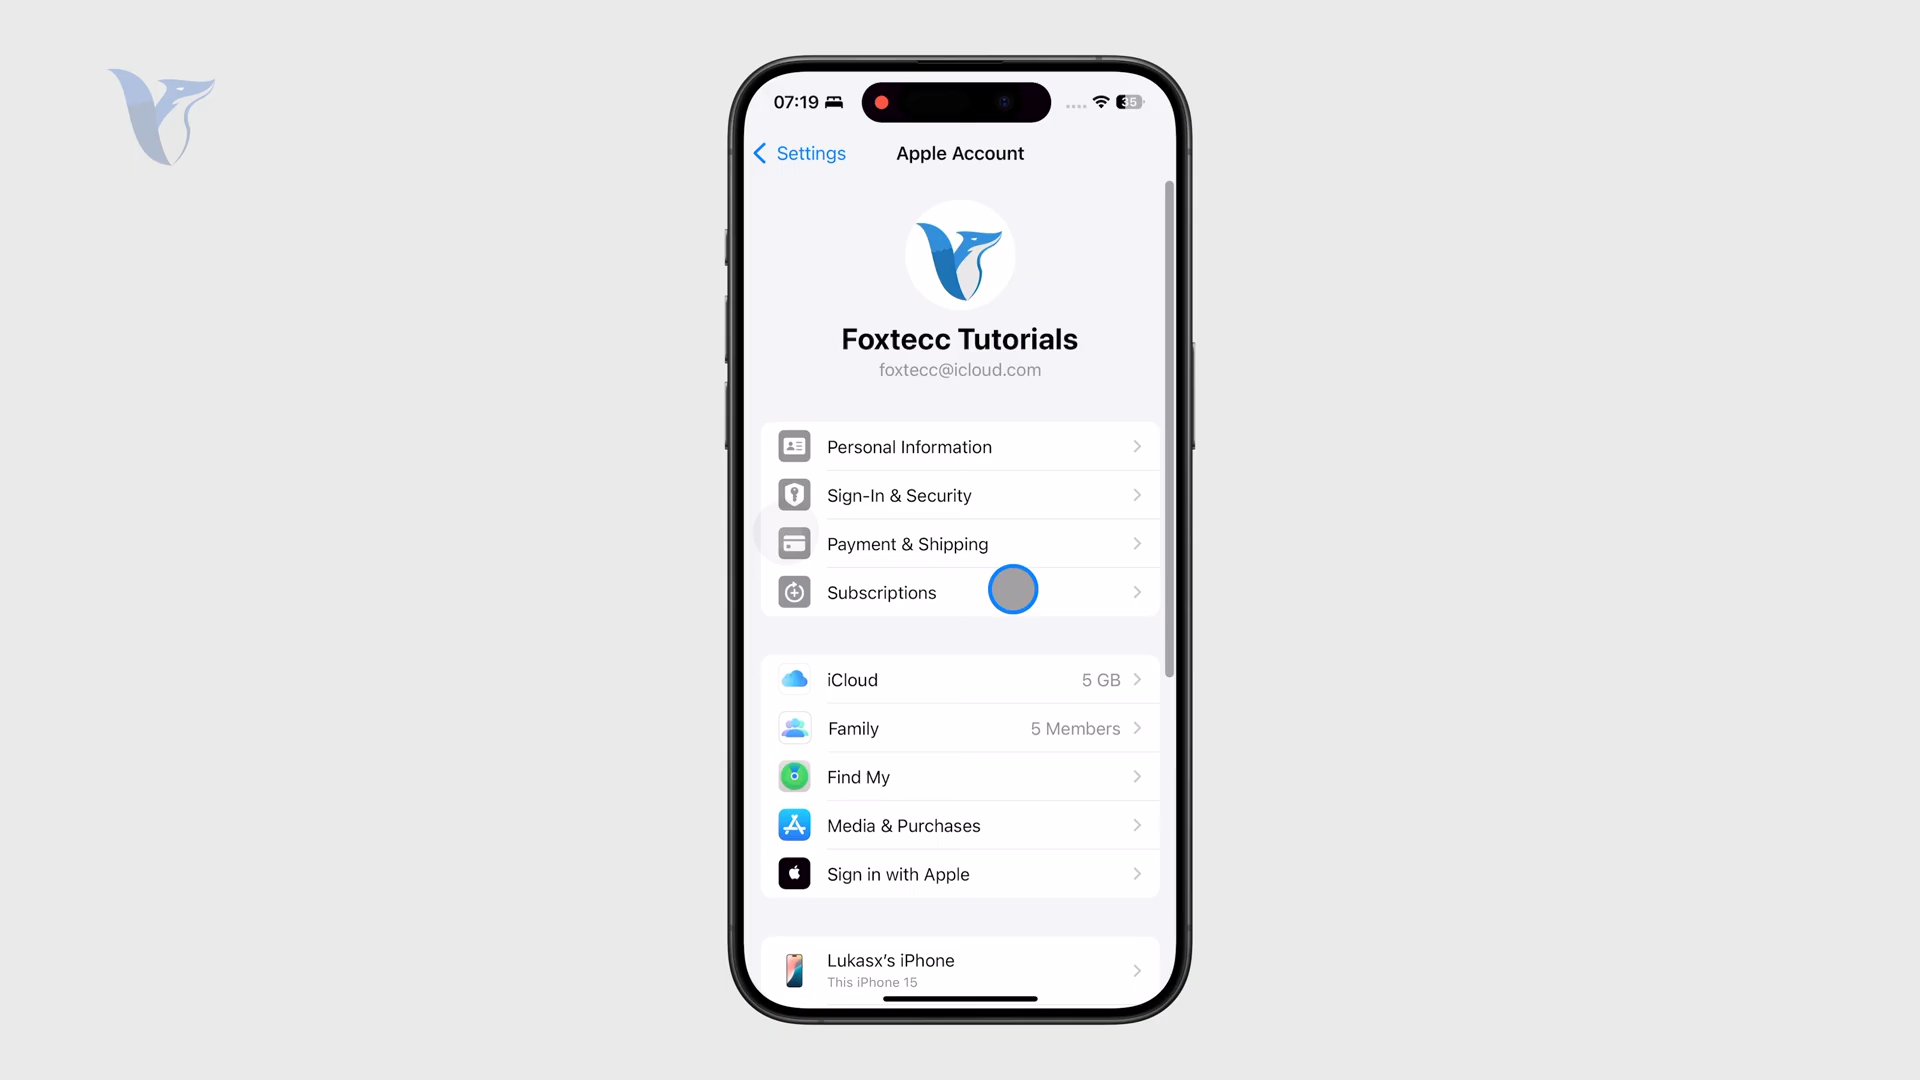 07:19
35
Settings
Apple Account
Foxtecc Tutorials
foxtecc@icloud.com
Personal Information
Sign-In & Security
Payment & Shipping
Subscriptions
iCloud 5 GB
Family 5 Members
Find My
Media & Purchases
Sign in with Apple
Lukasx’s iPhone
This iPhone 15